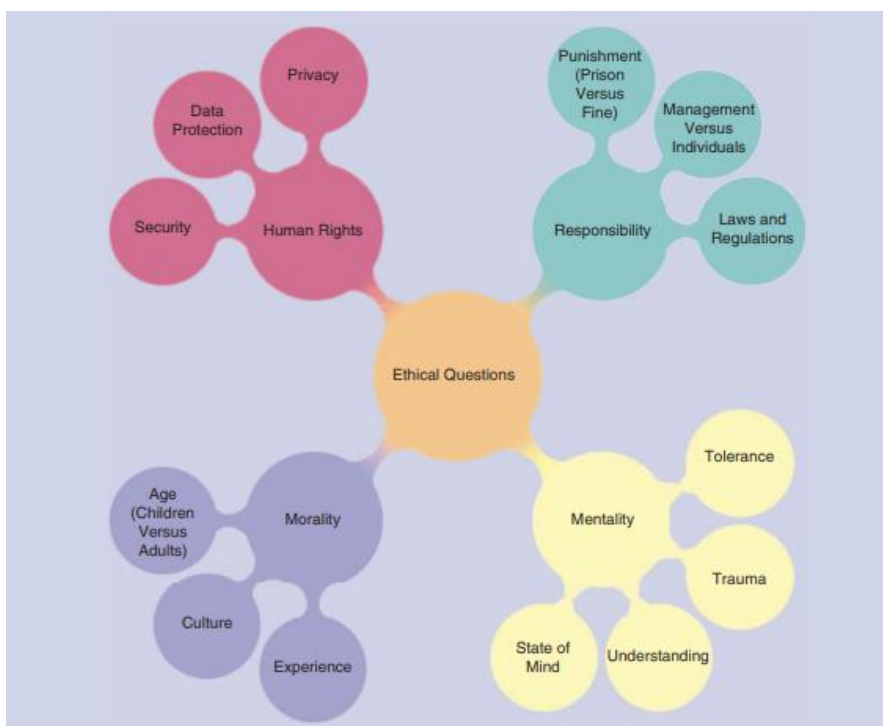 Privacy
Data
Protection
Security
Human Rights
Punishment
(Prison
Versus
Fine)
Management
Versus
Individuals
Laws and
Regulations
Responsibility
Ethical Questions
Age
(Children
Versus
Adults)
Morality
Culture
Experience
Tolerance
Mentality
Trauma
State of
Mind
Understanding